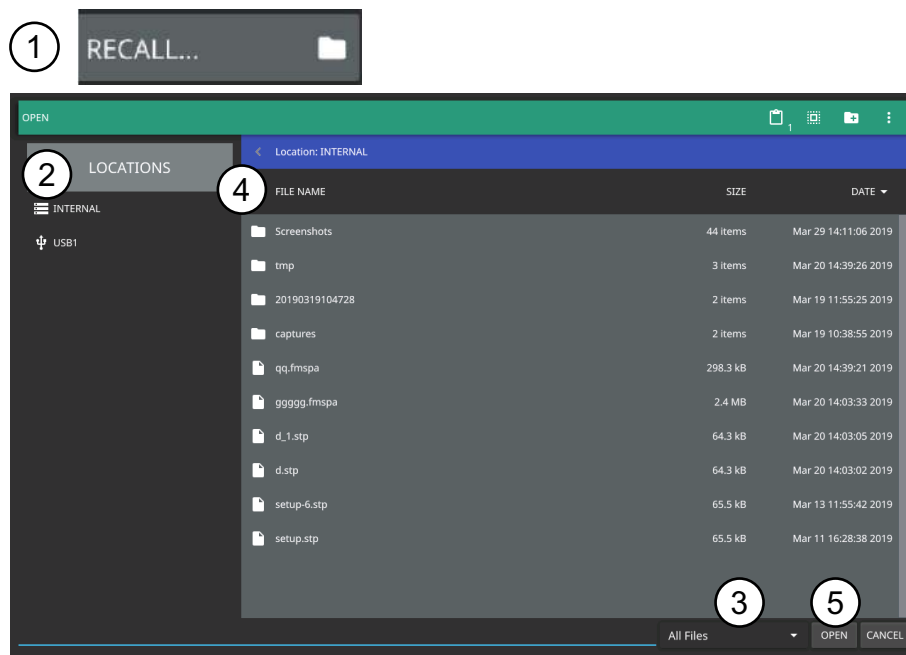 1 RECALL...
OPEN 1
2 LOCATIONS
INTERNAL
USB1
Location: INTERNAL
4 FILE NAME SIZE DATE
Screenshots 44 items Mar 29 14:11:06 2019
tmp 3 items Mar 20 14:39:26 2019
20190319104728 2 items Mar 19 11:55:25 2019
captures 2 items Mar 19 10:38:55 2019
qq.fmspa 298.3 kB Mar 20 14:39:21 2019
ggggg.fmspa 2.4 MB Mar 20 14:03:33 2019
d_1.stp 64.3 kB Mar 20 14:03:05 2019
d.stp 64.3 kB Mar 20 14:03:02 2019
setup-6.stp 65.5 kB Mar 13 11:55:42 2019
setup.stp 65.5 kB Mar 11 16:28:38 2019
3 5
All Files OPEN CANCEL